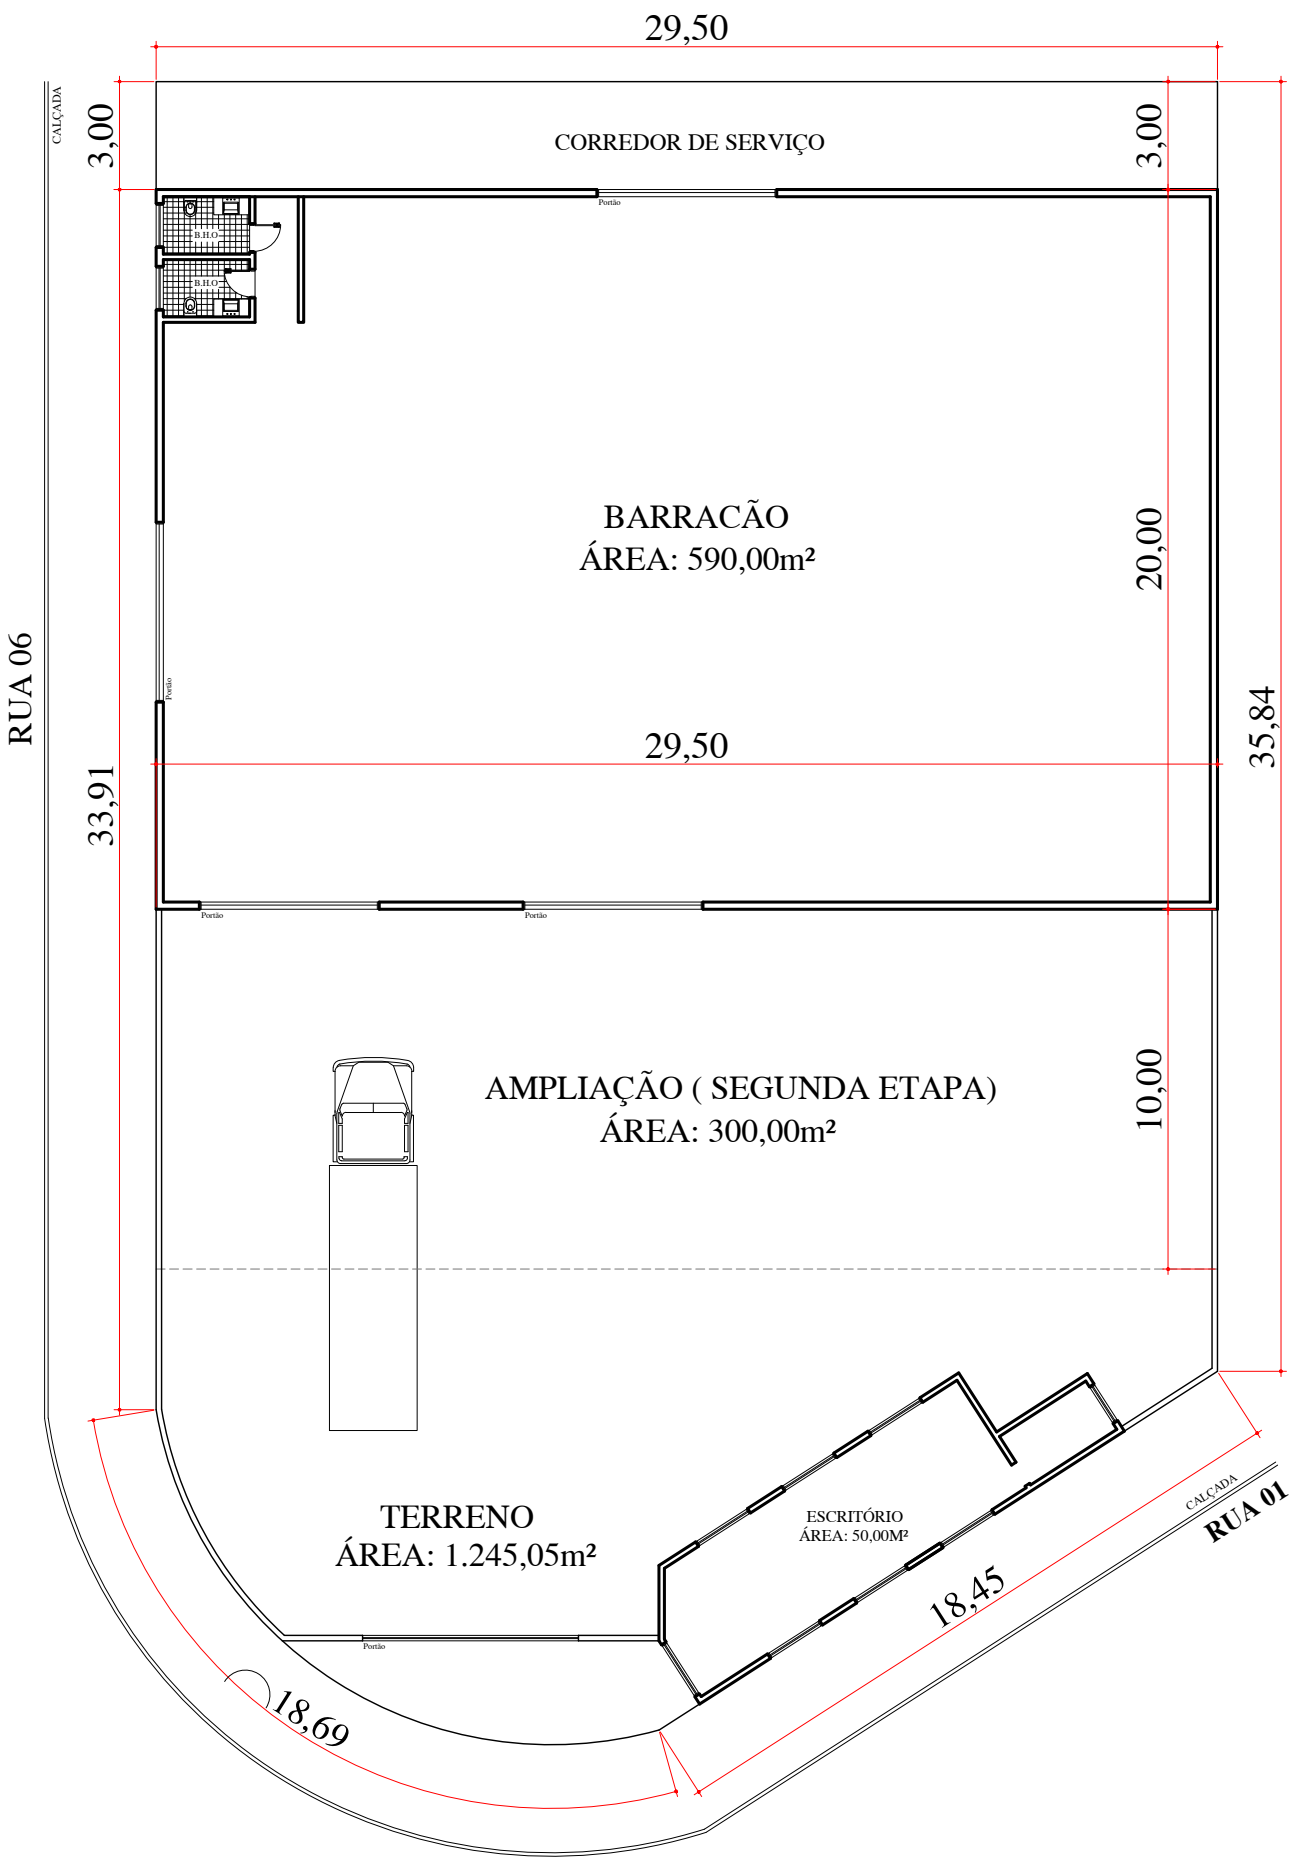 29,50
CALÇADA
3,00
CORREDOR DE SERVIÇO
3,00
Portão
B.H.O
B.H.O
BARRACÃO
ÁREA: 590,00m²
20,00
RUA 06
Portão
35,84
29,50
33,91
Portão
Portão
AMPLIAÇÃO ( SEGUNDA ETAPA)
ÁREA: 300,00m²
10,00
TERRENO
ÁREA: 1.245,05m²
ESCRITÓRIO
ÁREA: 50,00M²
CALÇADA
RUA 01
18,45
Portão
18,69